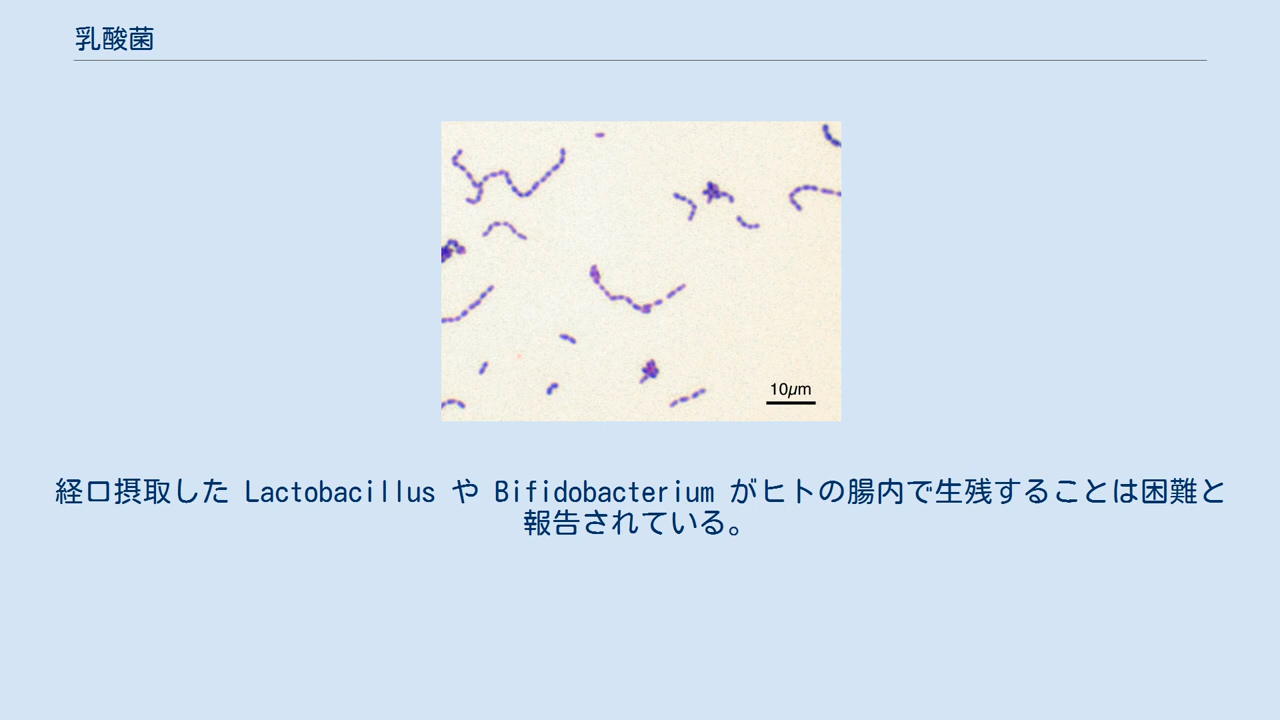 乳酸菌
10μm
経口摂取した Lactobacillus や Bifidobacterium がヒトの腸内で生残することは困難と
報告されている。